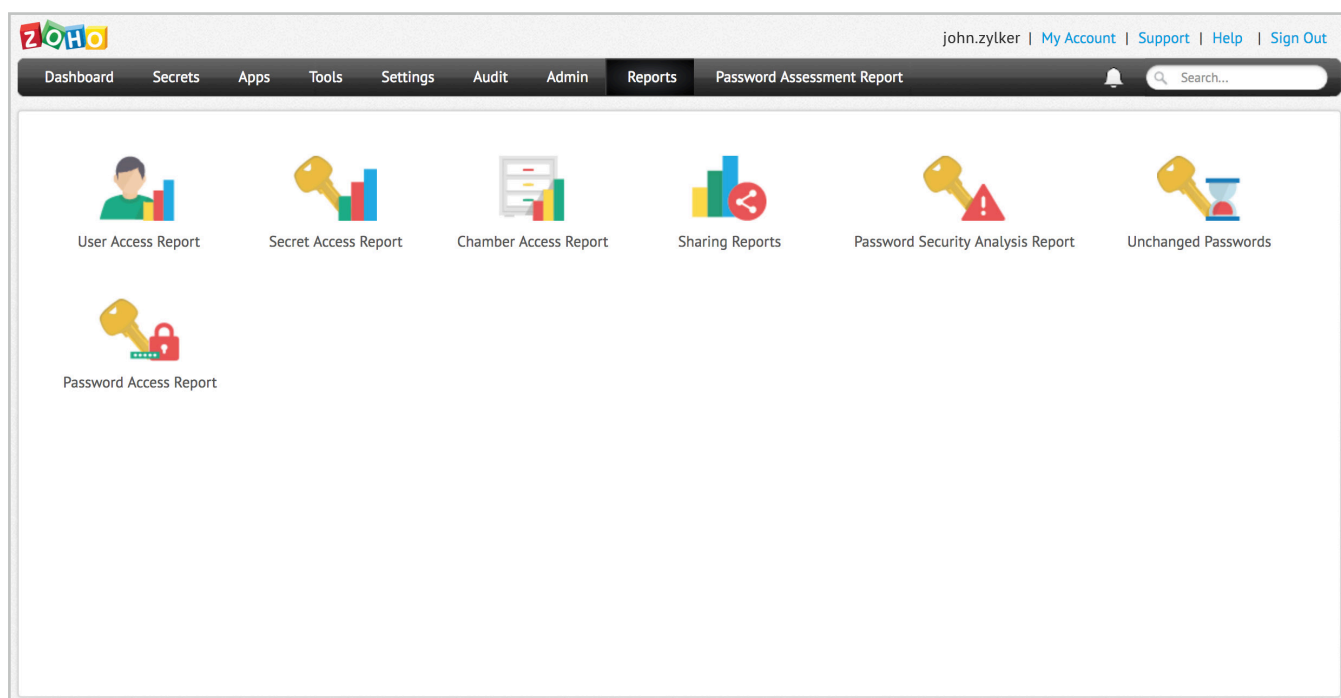 ZOHO
john.zylker | My Account | Support | Help | Sign Out
Dashboard Secrets Apps Tools Settings Audit Admin Reports Password Assessment Report Search...
User Access Report Secret Access Report Chamber Access Report Sharing Reports Password Security Analysis Report Unchanged Passwords
Password Access Report